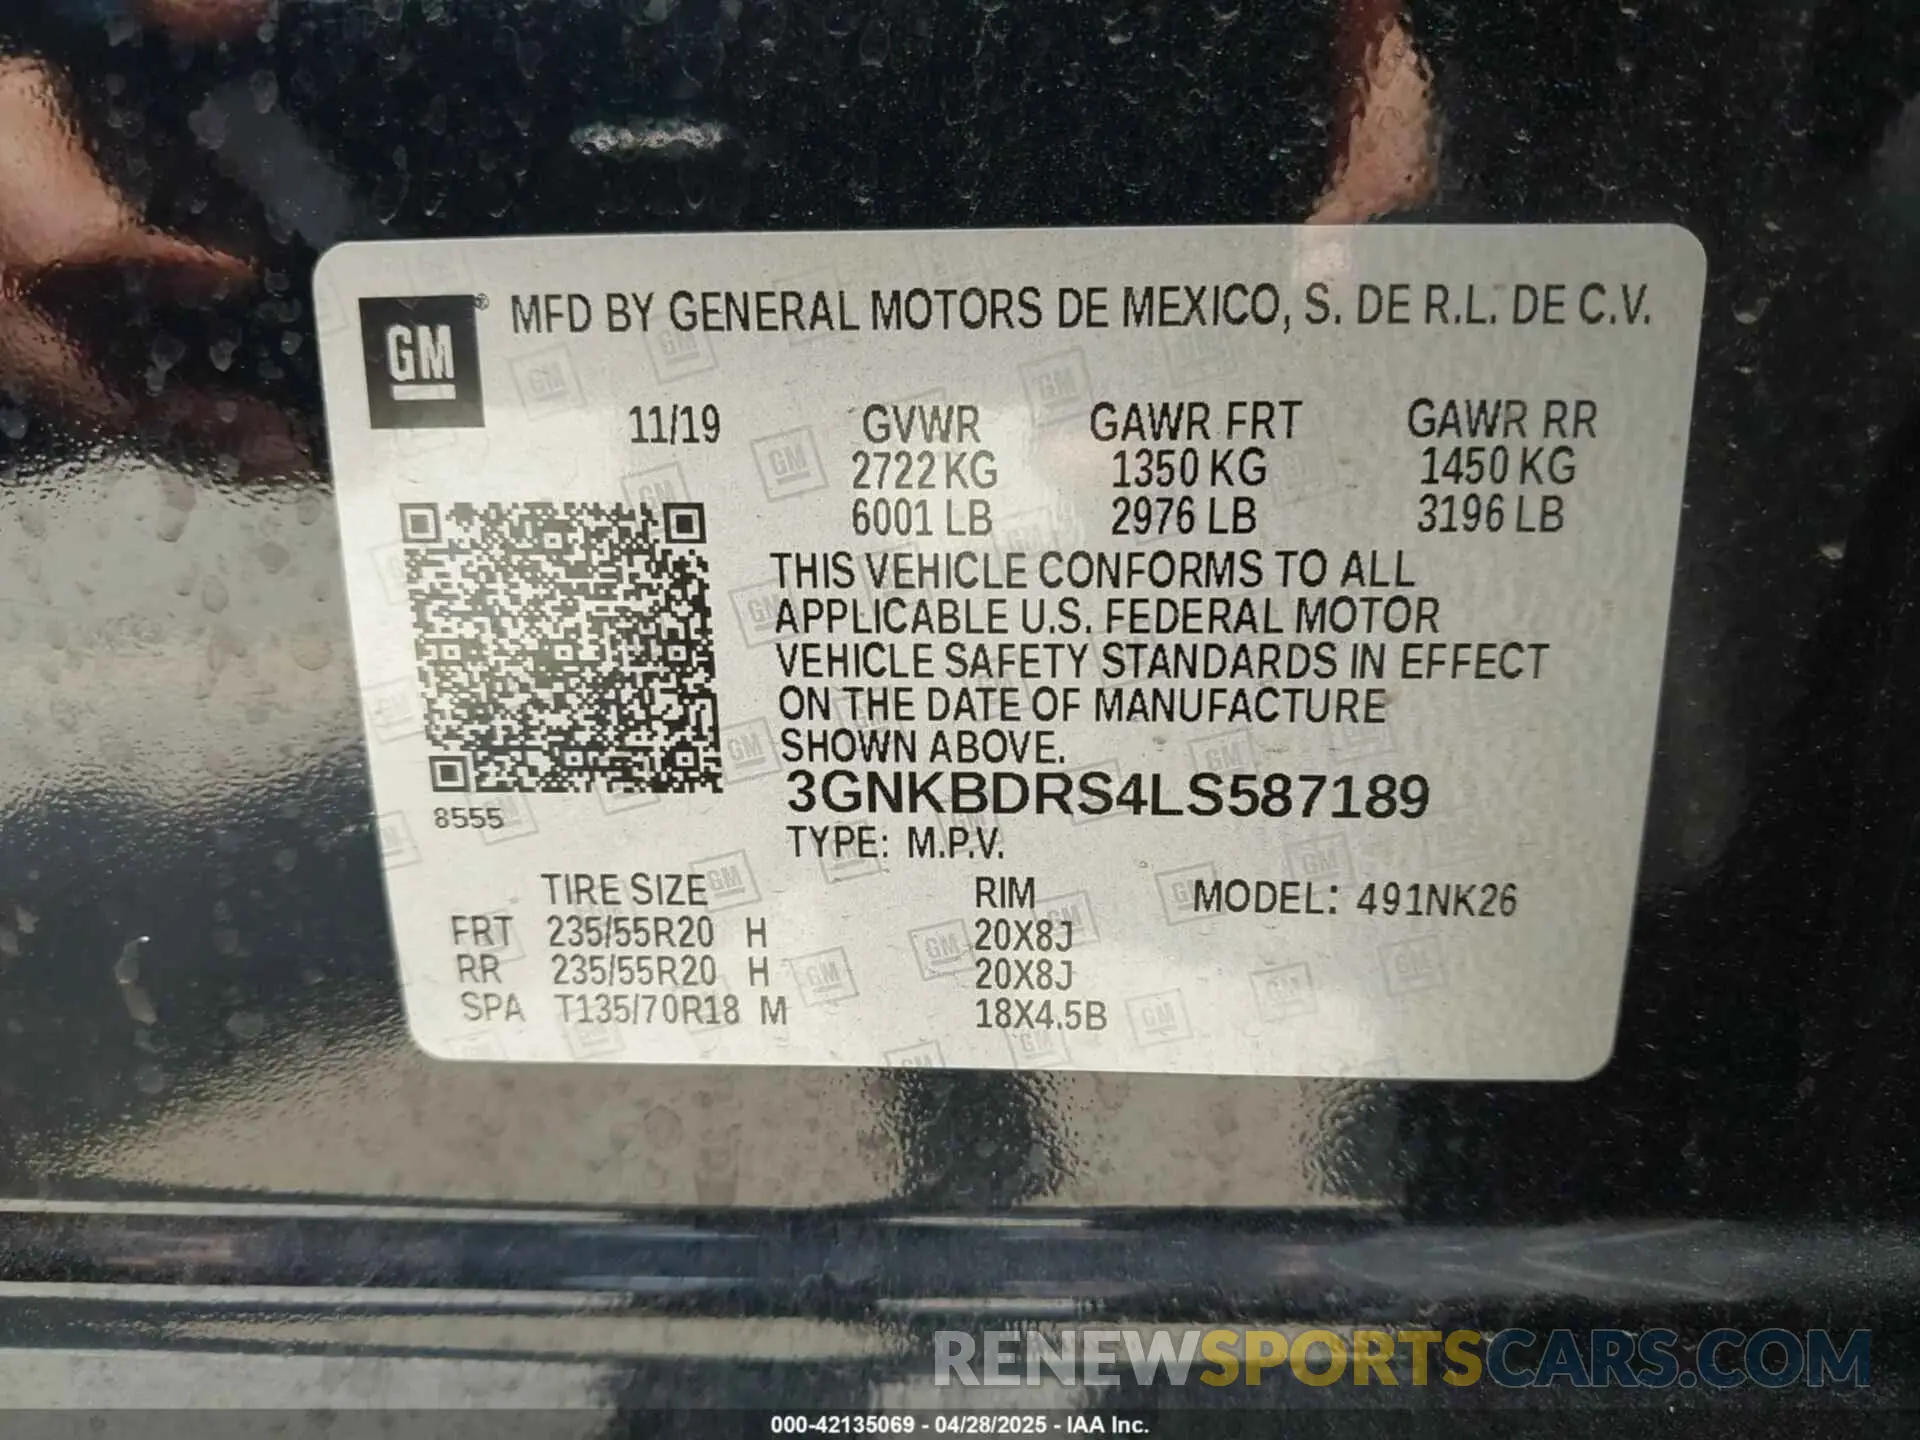 GM® MFD BY GENERAL MOTORS DE MEXICO, S. DE R.L. DE C.V.
11/19 GVWR GAWR FRT GAWR RR
2722 KG 1350 KG 1450 KG
6001 LB 2976 LB 3196 LB
THIS VEHICLE CONFORMS TO ALL
APPLICABLE U.S. FEDERAL MOTOR
VEHICLE SAFETY STANDARDS IN EFFECT
ON THE DATE OF MANUFACTURE
SHOWN ABOVE.
3GNKBDRS4LS587189
8555
TYPE: M.P.V.
TIRE SIZE RIM MODEL: 491NK26
FRT 235/55R20 H 20X8J
RR 235/55R20 H 20X8J
SPA T135/70R18 M 18X4.5B
RENEWSPORTSCARS.COM
000-42135069 - 04/28/2025 - IAA Inc.